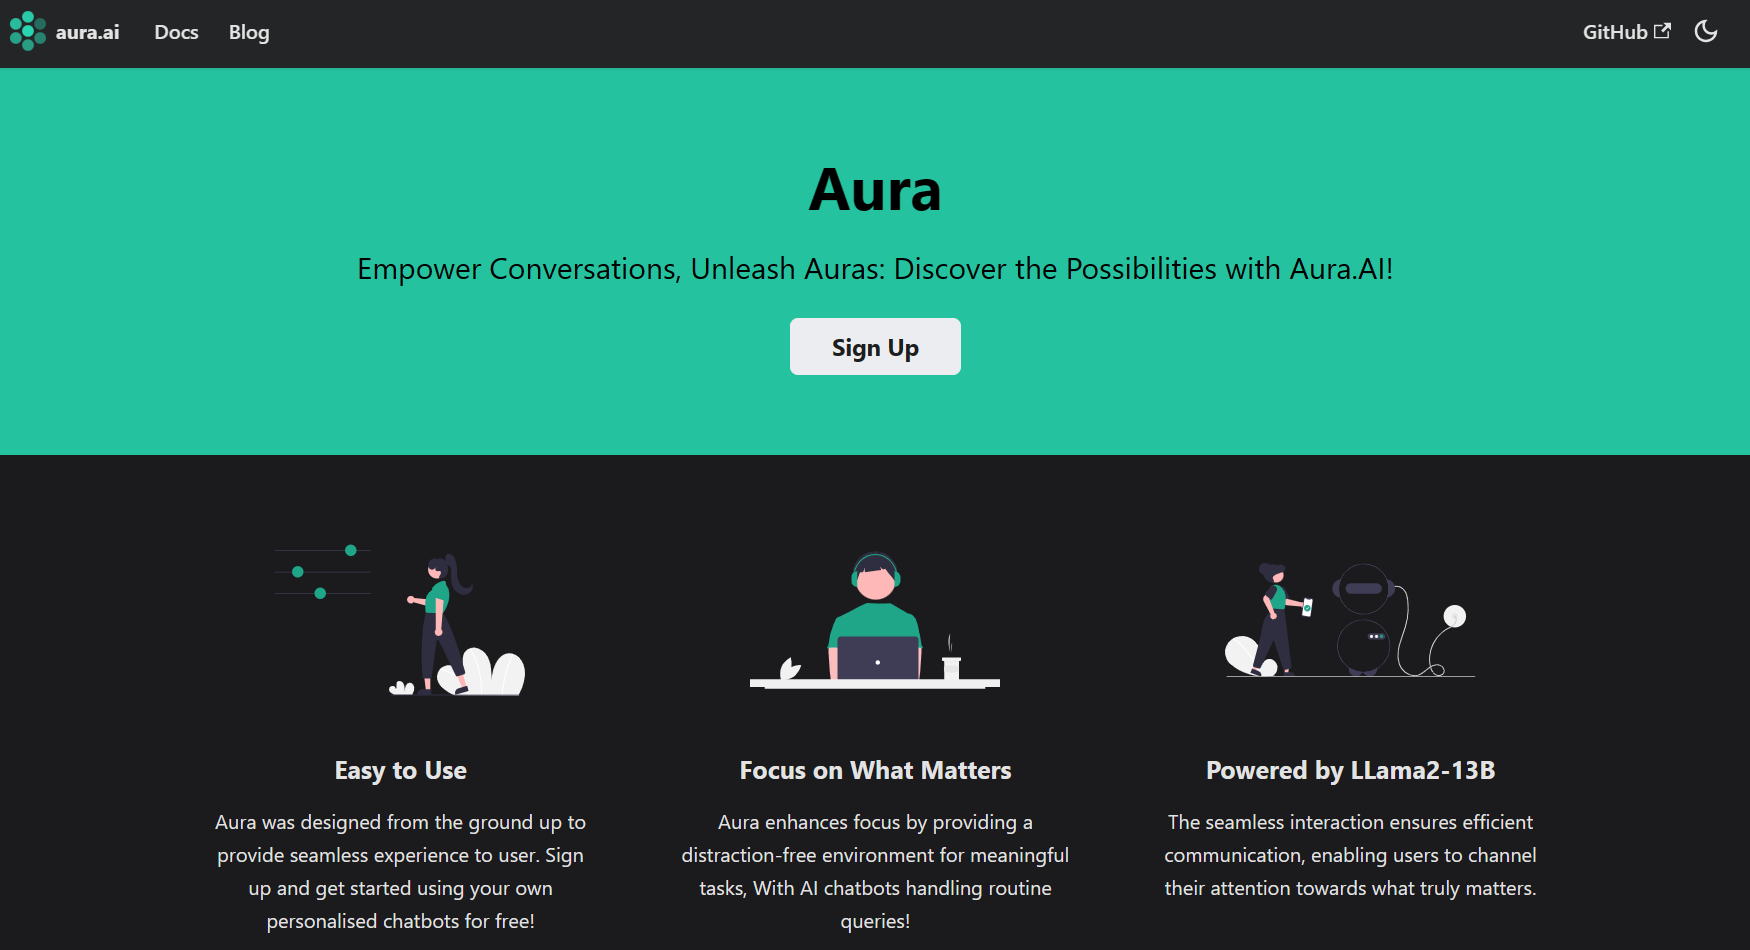 aura.ai Docs Blog GitHub
Aura
Empower Conversations, Unleash Auras: Discover the Possibilities with Aura.AI!
Sign Up
Easy to Use
Aura was designed from the ground up to
provide seamless experience to user. Sign
up and get started using your own
personalised chatbots for free!
Focus on What Matters
Aura enhances focus by providing a
distraction-free environment for meaningful
tasks, With AI chatbots handling routine
queries!
Powered by LLama2-13B
The seamless interaction ensures efficient
communication, enabling users to channel
their attention towards what truly matters.